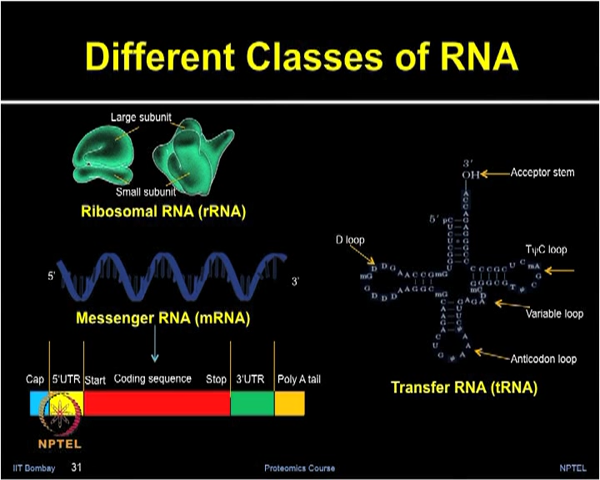 Different Classes of RNA
Large subunit
Small subunit
Ribosomal RNA (rRNA)
5'
3'
Messenger RNA (mRNA)
Cap 5'UTR Start Coding sequence Stop 3'UTR Poly A tail
3'
OH
Acceptor stem
5'
D loop
TψC loop
Variable loop
Anticodon loop
Transfer RNA (tRNA)
NPTEL
IIT Bombay 31 Proteomics Course NPTEL